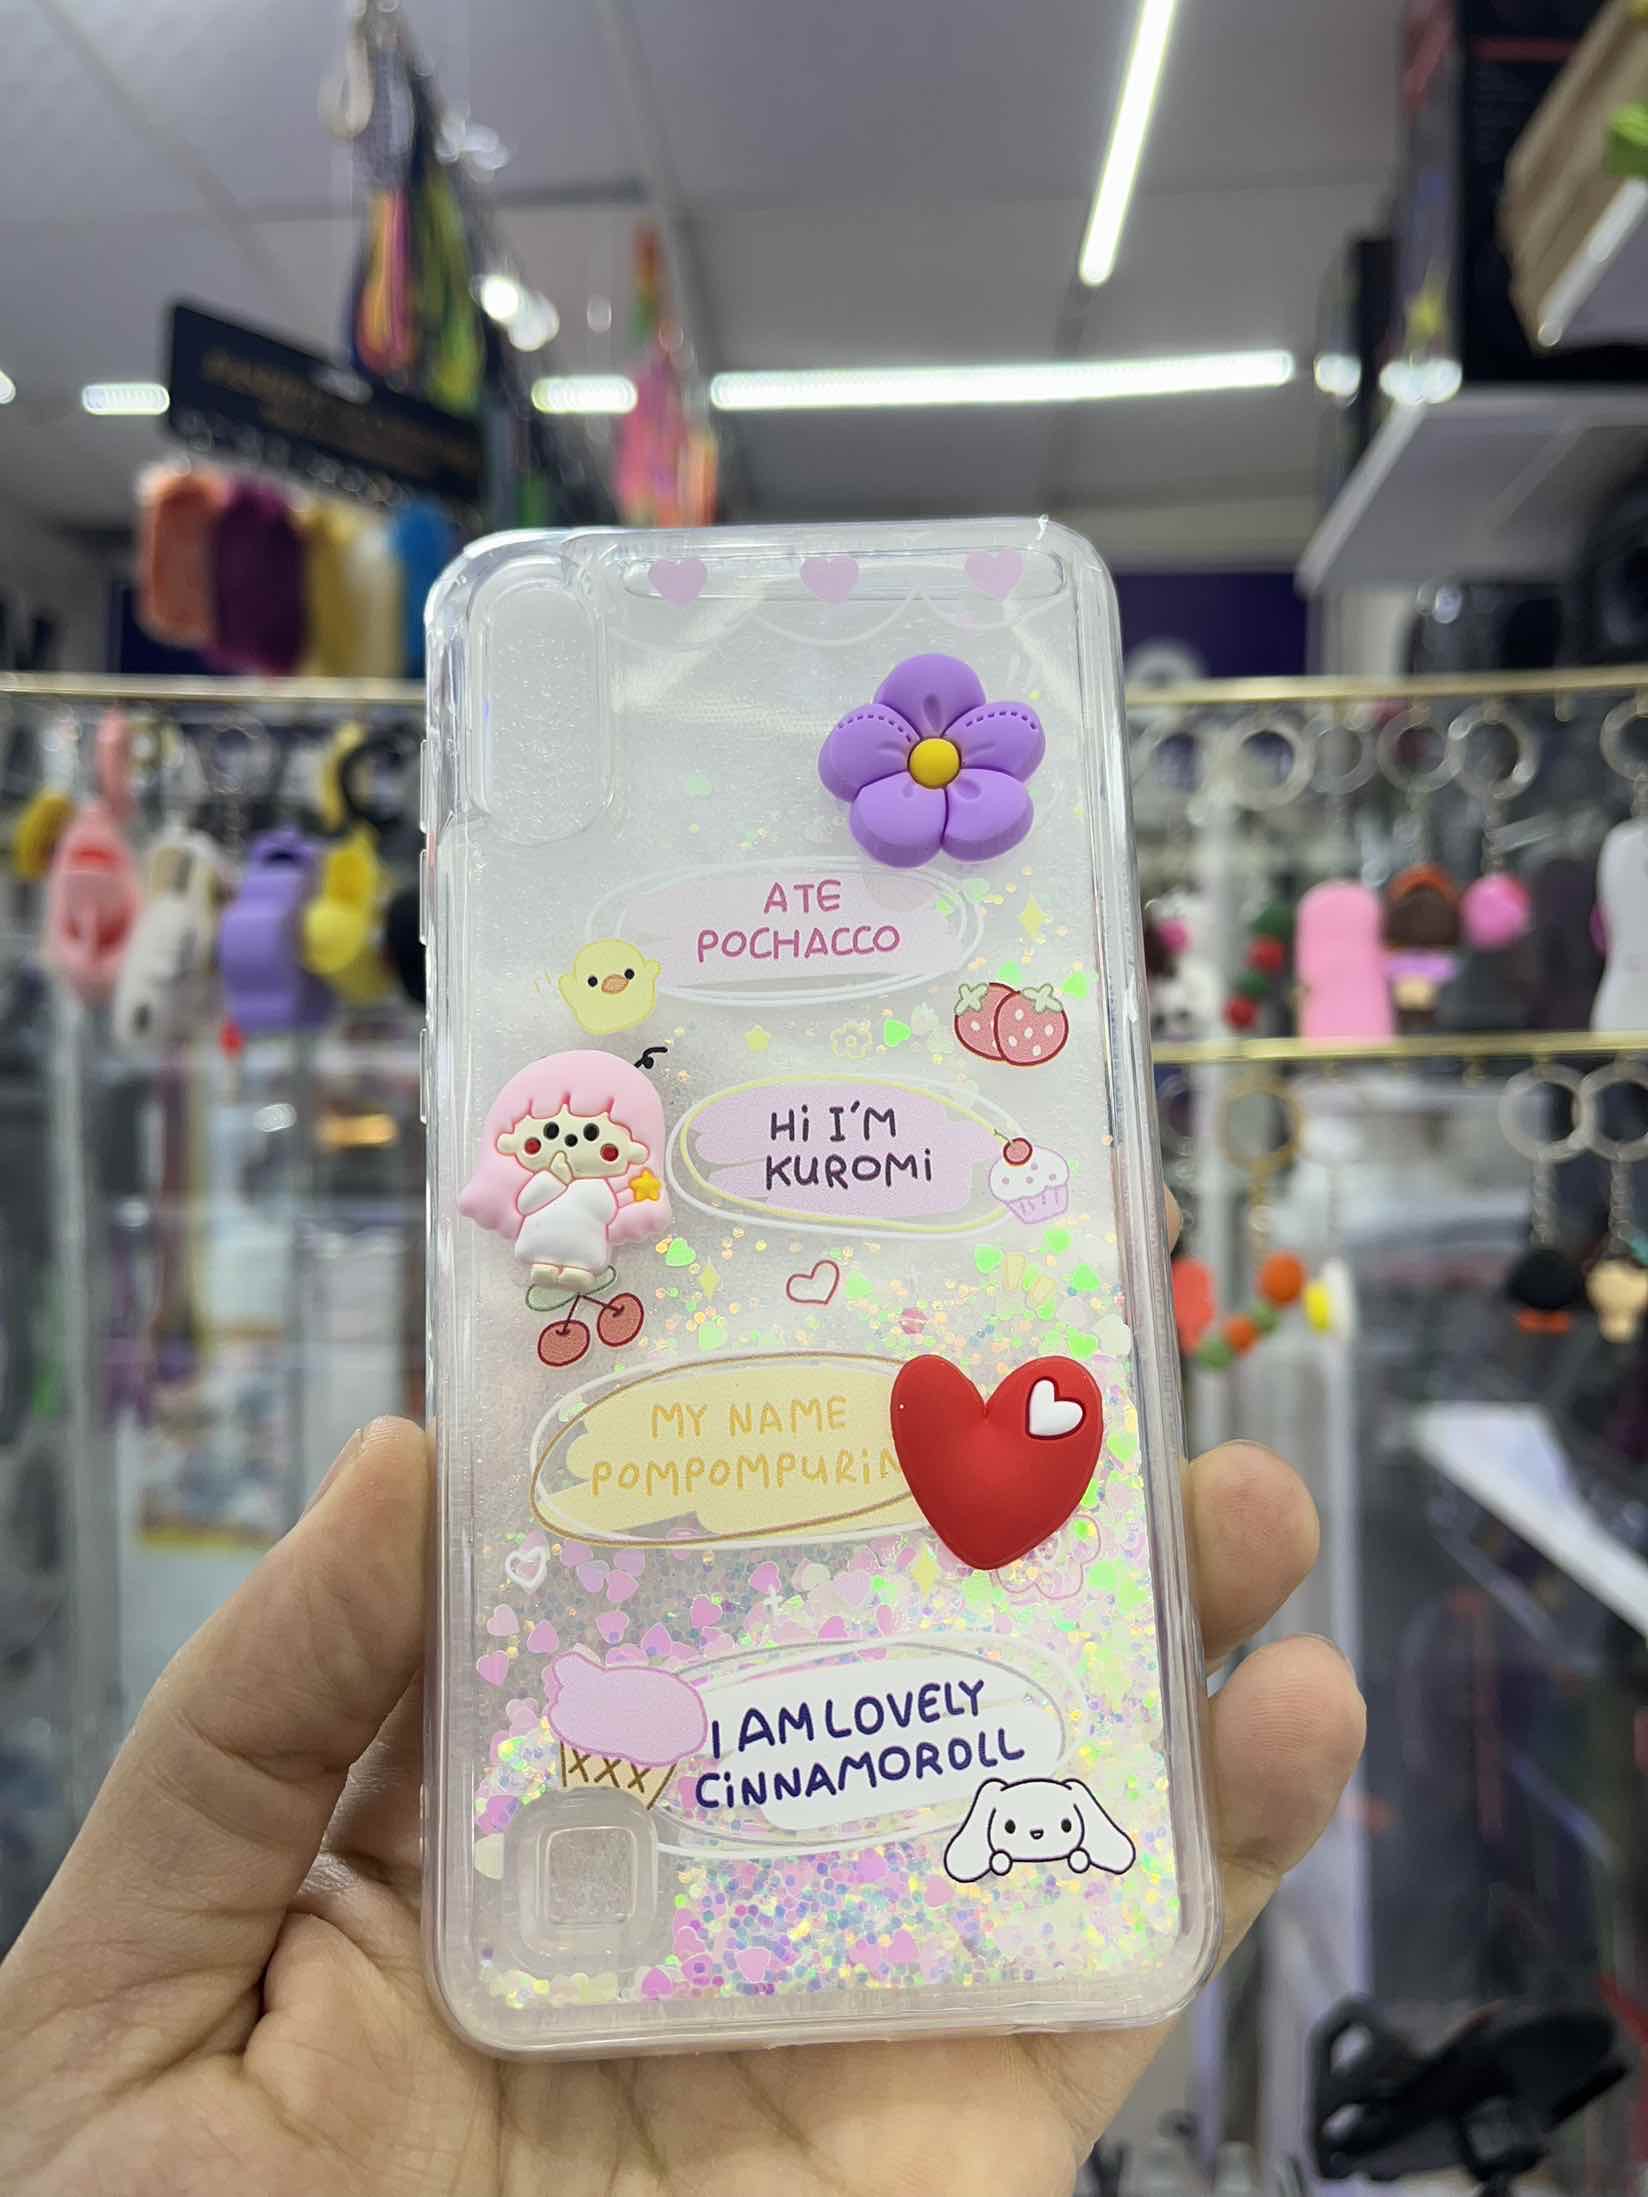 ATE
POCHACCO
Hi I'M
KUROMi
MY NAME
POMPOMPURiN
I AM LOVELY
CiNNAMOROLL